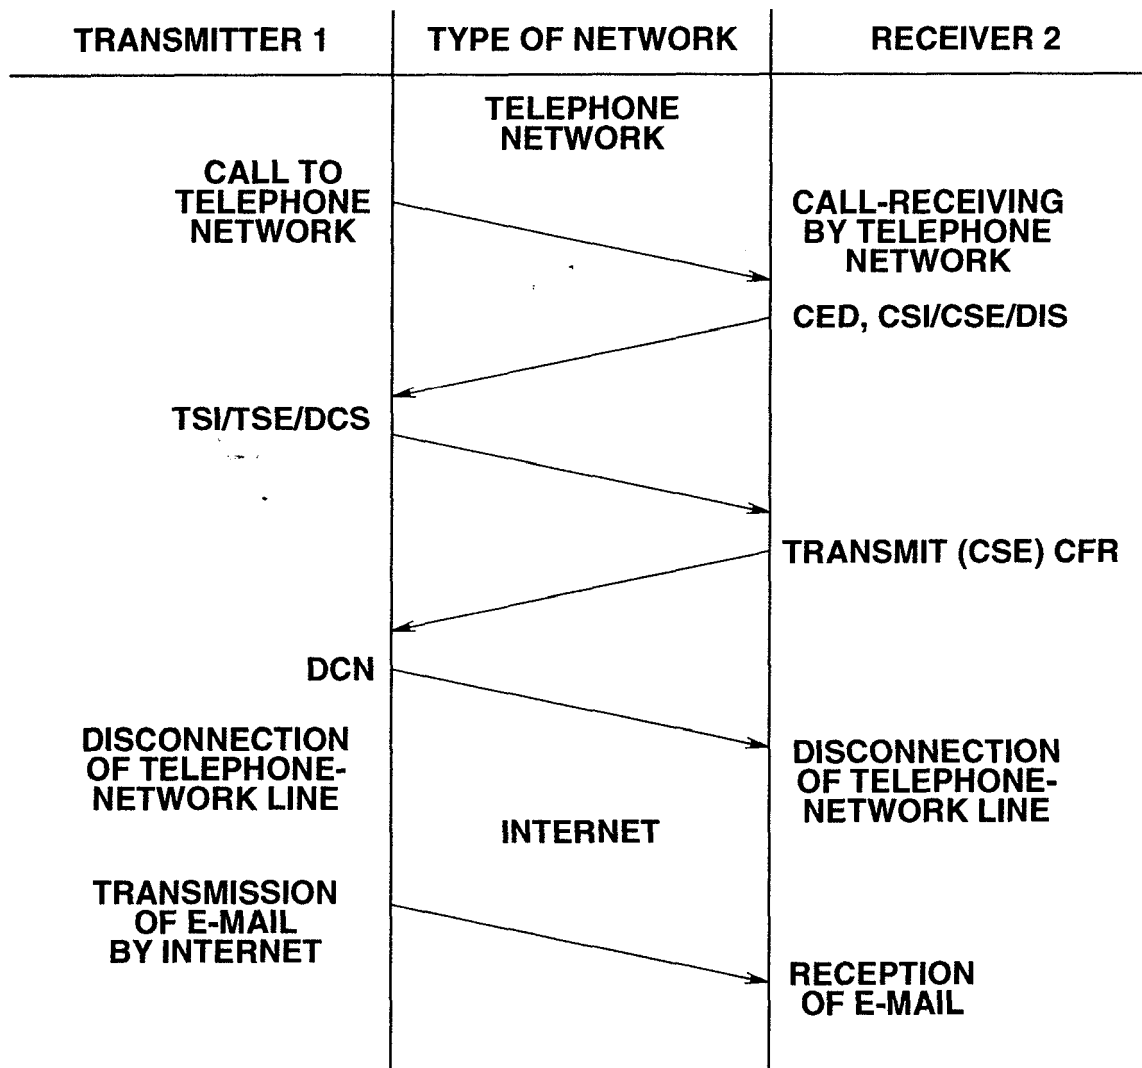 TRANSMITTER 1
TYPE OF NETWORK
RECEIVER 2
TELEPHONE
NETWORK
CALL TO
TELEPHONE
NETWORK
CALL-RECEIVING
BY TELEPHONE
NETWORK
CED, CSI/CSE/DIS
TSI/TSE/DCS
TRANSMIT (CSE) CFR
DCN
DISCONNECTION
OF TELEPHONE-
NETWORK LINE
DISCONNECTION
OF TELEPHONE-
NETWORK LINE
INTERNET
TRANSMISSION
OF E-MAIL
BY INTERNET
RECEPTION
OF E-MAIL